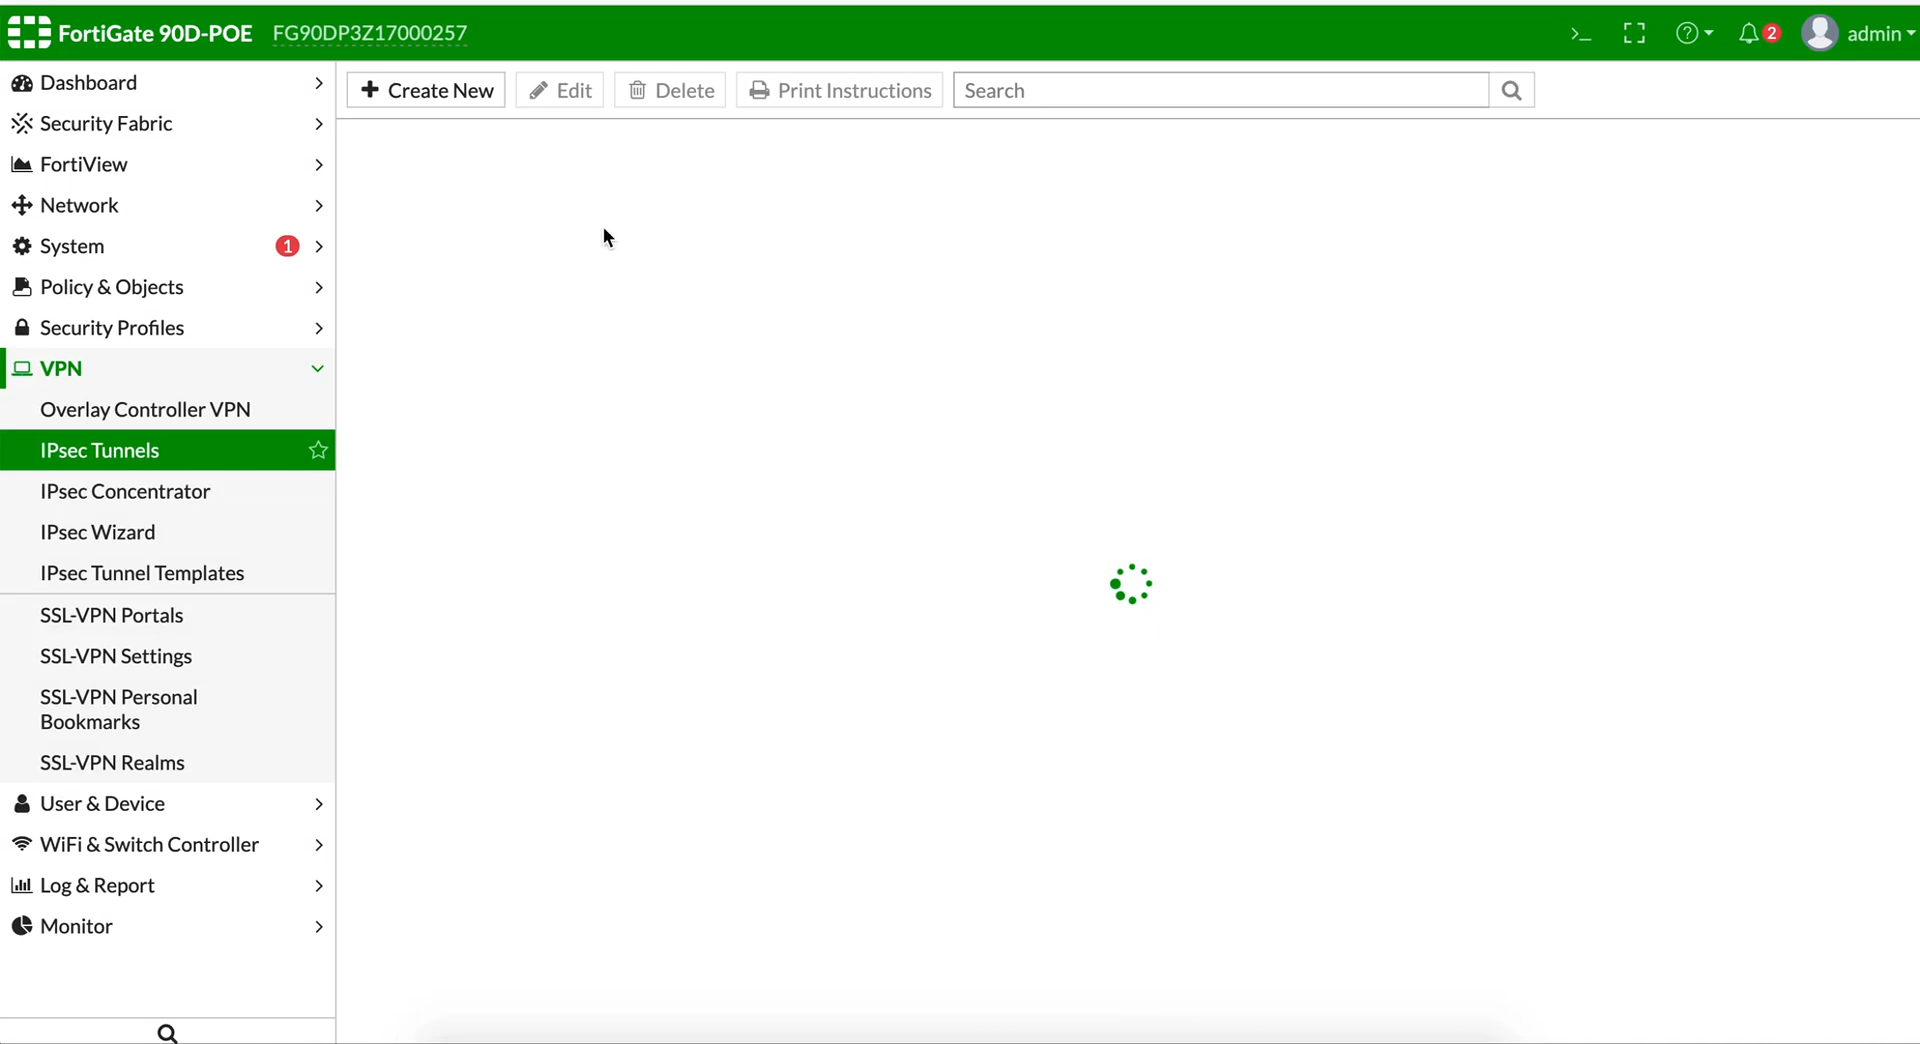 FortiGate 90D-POE FG90DP3Z17000257
2
admin
Dashboard
Security Fabric
FortiView
Network
System 1
Policy & Objects
Security Profiles
VPN
Overlay Controller VPN
IPsec Tunnels
IPsec Concentrator
IPsec Wizard
IPsec Tunnel Templates
SSL-VPN Portals
SSL-VPN Settings
SSL-VPN Personal
Bookmarks
SSL-VPN Realms
User & Device
WiFi & Switch Controller
Log & Report
Monitor
Create New Edit Delete Print Instructions Search